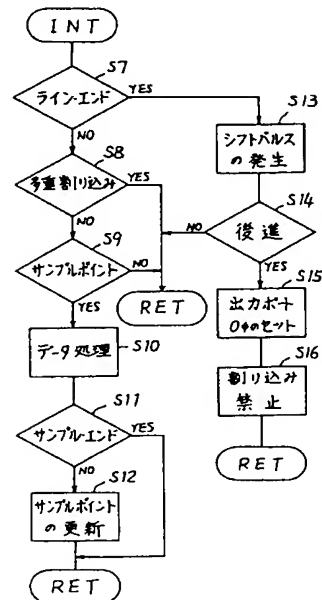 INT
S7
ライン・エンド
YES
NO
S8
多重割り込み
YES
NO
S9
サンプルポイント
NO
YES
RET
データ処理
S10
S11
サンプル・エンド
YES
NO
S12
サンプルポイント
の更新
RET
S13
シフトパルス
の発生
S14
後進
NO
YES
S15
出力ポート
Oφのセット
S16
割り込み
禁止
RET